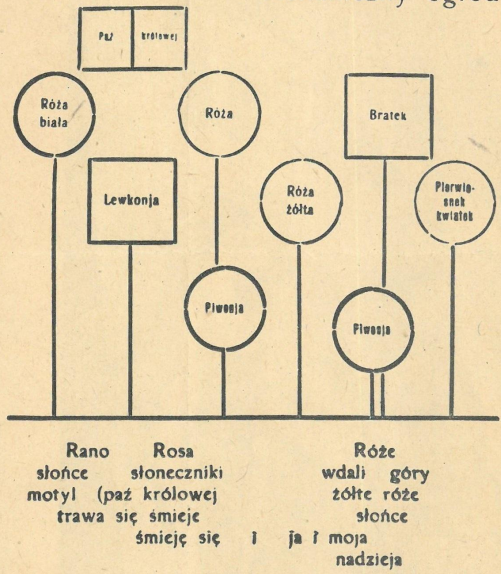 ogród
Paź królowej
Róża
biała
Róża
Bratek
Lewkonja
Róża
żółta
Pierwio-
snek
kwiatek
Piwonja
Piwonja
Rano Rosa Róże
słońce słoneczniki wdali góry
motyl (paź królowej żółte róże
trawa się śmieje słońce
śmieję się i ja i moja
nadzieja